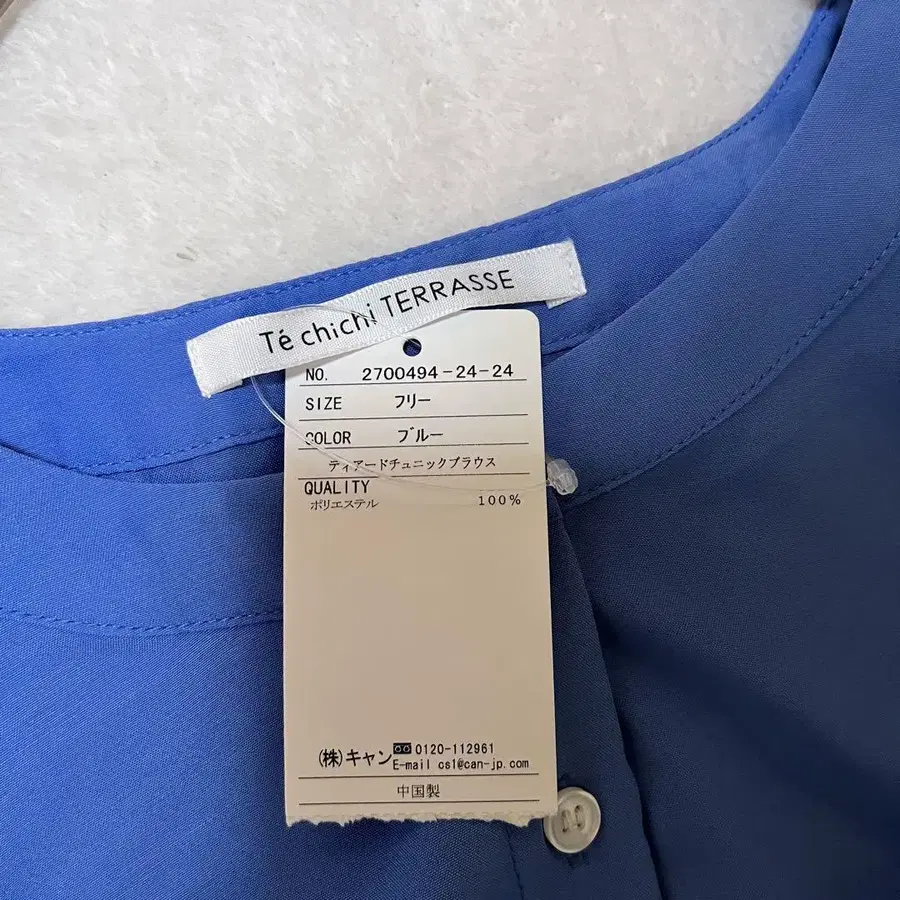 Té chichi TERRASSE
NO. 2700494-24-24
SIZE フリー
COLOR ブルー
ティアードチュニックブラウス
QUALITY
ポリエステル 100%
(株)キャン 0120-112961
E-mail cs1@can-jp.com
中国製